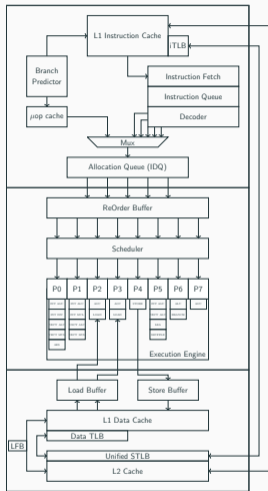 L1 Instruction Cache
iTLB
Branch
Predictor
Instruction Fetch
Instruction Queue
μop cache
Decoder
Mux
Allocation Queue (IDQ)
ReOrder Buffer
Scheduler
P0 P1 P2 P3 P4 P5 P6 P7
Execution Engine
Load Buffer
Store Buffer
L1 Data Cache
Data TLB
LFB
Unified STLB
L2 Cache